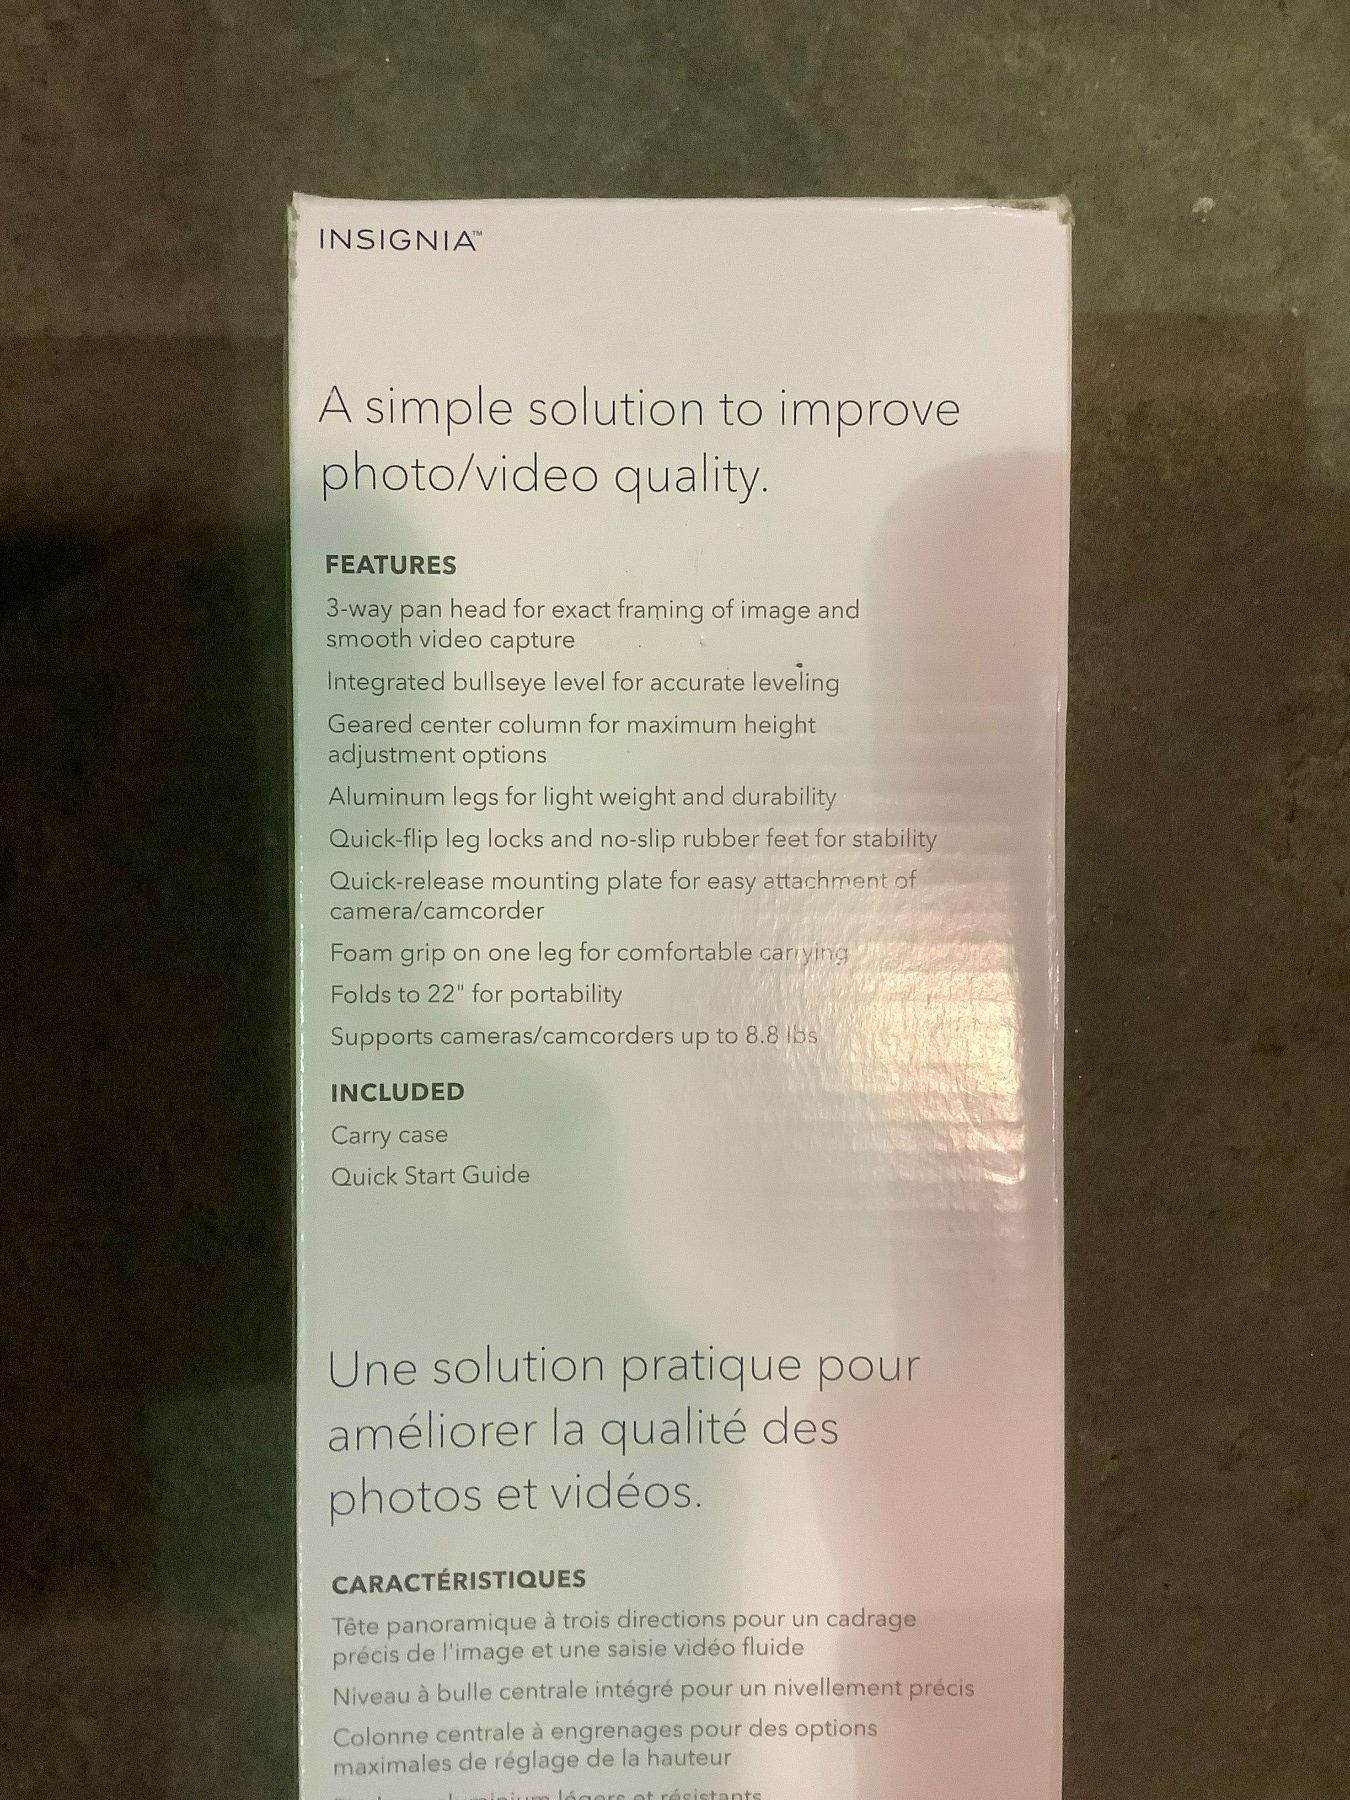 INSIGNIA™
A simple solution to improve
photo/video quality.
FEATURES
3-way pan head for exact framing of image and
smooth video capture
Integrated bullseye level for accurate leveling
Geared center column for maximum height
adjustment options
Aluminum legs for light weight and durability
Quick-flip leg locks and no-slip rubber feet for stability
Quick-release mounting plate for easy attachment of
camera/camcorder
Foam grip on one leg for comfortable carrying
Folds to 22" for portability
Supports cameras/camcorders up to 8.8 lbs
INCLUDED
Carry case
Quick Start Guide
Une solution pratique pour
améliorer la qualité des
photos et vidéos.
CARACTÉRISTIQUES
Tête panoramique à trois directions pour un cadrage
précis de l'image et une saisie vidéo fluide
Niveau à bulle centrale intégré pour un nivellement précis
Colonne centrale à engrenages pour des options
maximales de réglage de la hauteur
légers et résistants